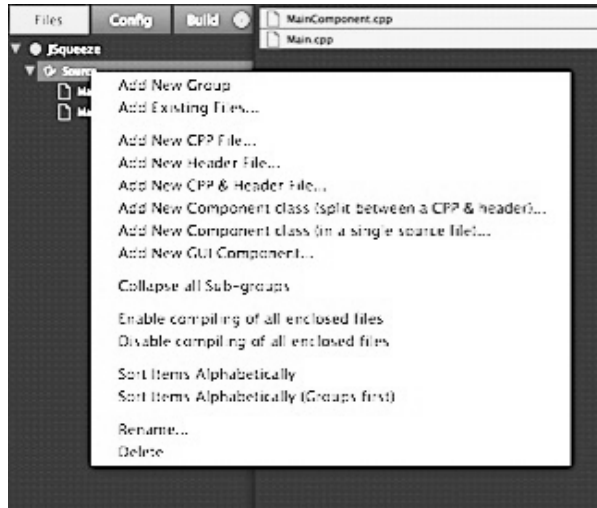 Files Config Build
MainComponent.cpp
Main.cpp
JSqueeze
Source
Ma
Ma
Add New Group
Add Existing Files...
Add New CPP File...
Add New Header File...
Add New CPP & Header File...
Add New Component class (split between a CPP & header)...
Add New Component class (in a single source file)...
Add New GUI Component...
Collapse all Sub-groups
Enable compiling of all enclosed files
Disable compiling of all enclosed files
Sort Items Alphabetically
Sort Items Alphabetically (Groups first)
Rename...
Delete